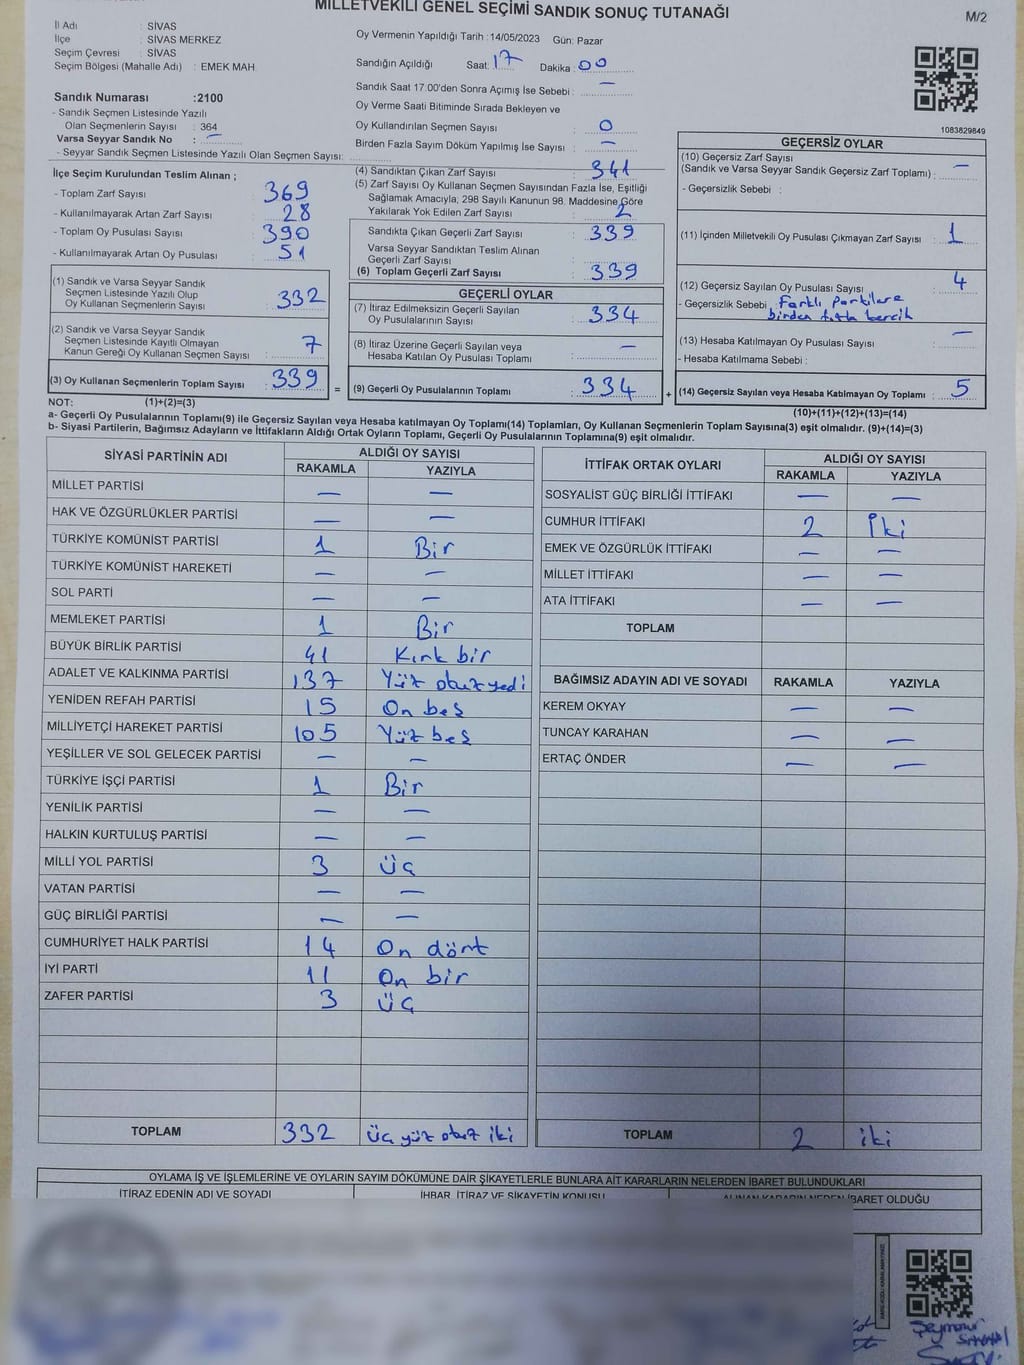 MİLLETVEKİLİ GENEL SEÇİMİ SANDIK SONUÇ TUTANAĞI
M/2
İl Adı : SİVAS
İlçe : SİVAS MERKEZ
Seçim Çevresi : SİVAS
Seçim Bölgesi (Mahalle Adı) : EMEK MAH.
Oy Vermenin Yapıldığı Tarih : 14/05/2023 Gün: Pazar
Sandığın Açıldığı Saat: 17 Dakika : 00
Sandık Saat 17.00'den Sonra Açımış İse Sebebi : —
Oy Verme Saati Bitiminde Sırada Bekleyen ve
Oy Kullandırılan Seçmen Sayısı : 0
Birden Fazla Sayım Döküm Yapılmış İse Sayısı : —
Sandık Numarası :2100
- Sandık Seçmen Listesinde Yazılı
Olan Seçmenlerin Sayısı : 364
Varsa Seyyar Sandık No : —
- Seyyar Sandık Seçmen Listesinde Yazılı Olan Seçmen Sayısı:
1083829849
İlçe Seçim Kurulundan Teslim Alınan ;
- Toplam Zarf Sayısı : 369
- Kullanılmayarak Artan Zarf Sayısı : 28
- Toplam Oy Pusulası Sayısı : 390
- Kullanılmayarak Artan Oy Pusulası : 51
(1) Sandık ve Varsa Seyyar Sandık
Seçmen Listesinde Yazılı Olup
Oy Kullanan Seçmenlerin Sayısı : 332
(2) Sandık ve Varsa Seyyar Sandık
Seçmen Listesinde Kayıtlı Olmayan
Kanun Gereği Oy Kullanan Seçmen Sayısı : 7
(3) Oy Kullanan Seçmenlerin Toplam Sayısı : 339
(4) Sandıktan Çıkan Zarf Sayısı : 341
(5) Zarf Sayısı Oy Kullanan Seçmen Sayısından Fazla İse, Eşitliği
Sağlamak Amacıyla; 298 Sayılı Kanunun 98. Maddesine Göre
Yakılarak Yok Edilen Zarf Sayısı : 2
Sandıkta Çıkan Geçerli Zarf Sayısı : 339
Varsa Seyyar Sandıktan Teslim Alınan
Geçerli Zarf Sayısı :
(6) Toplam Geçerli Zarf Sayısı : 339
GEÇERLİ OYLAR
(7) İtiraz Edilmeksizin Geçerli Sayılan
Oy Pusulalarının Sayısı : 334
(8) İtiraz Üzerine Geçerli Sayılan veya
Hesaba Katılan Oy Pusulası Toplamı : —
= (9) Geçerli Oy Pusulalarının Toplamı : 334
GEÇERSİZ OYLAR
(10) Geçersiz Zarf Sayısı
(Sandık ve Varsa Seyyar Sandık Geçersiz Zarf Toplamı) : —
- Geçersizlik Sebebi :
(11) İçinden Milletvekili Oy Pusulası Çıkmayan Zarf Sayısı : 1
(12) Geçersiz Sayılan Oy Pusulası Sayısı : 4
- Geçersizlik Sebebi : Farklı Partilere
birden fazla tercih
(13) Hesaba Katılmayan Oy Pusulası Sayısı : —
- Hesaba Katılmama Sebebi :
+ (14) Geçersiz Sayılan veya Hesaba Katılmayan Oy Toplamı : 5
NOT: (1)+(2)=(3)
(10)+(11)+(12)+(13)=(14)
a- Geçerli Oy Pusulalarının Toplamı(9) ile Geçersiz Sayılan veya Hesaba katılmayan Oy Toplamı(14) Toplamları, Oy Kullanan Seçmenlerin Toplam Sayısına(3) eşit olmalıdır. (9)+(14)=(3)
b- Siyasi Partilerin, Bağımsız Adayların ve İttifakların Aldığı Ortak Oyların Toplamı, Geçerli Oy Pusulalarının Toplamına(9) eşit olmalıdır.
SİYASİ PARTİNİN ADI ALDIĞI OY SAYISI
RAKAMLA YAZIYLA
MİLLET PARTİSİ — —
HAK VE ÖZGÜRLÜKLER PARTİSİ — —
TÜRKİYE KOMÜNİST PARTİSİ 1 Bir
TÜRKİYE KOMÜNİST HAREKETİ — —
SOL PARTİ — —
MEMLEKET PARTİSİ 1 Bir
BÜYÜK BİRLİK PARTİSİ 41 Kırk bir
ADALET VE KALKINMA PARTİSİ 137 Yüz otuz yedi
YENİDEN REFAH PARTİSİ 15 On beş
MİLLİYETÇİ HAREKET PARTİSİ 105 Yüz beş
YEŞİLLER VE SOL GELECEK PARTİSİ — —
TÜRKİYE İŞÇİ PARTİSİ 1 Bir
YENİLİK PARTİSİ — —
HALKIN KURTULUŞ PARTİSİ — —
MİLLİ YOL PARTİSİ 3 üç
VATAN PARTİSİ — —
GÜÇ BİRLİĞİ PARTİSİ — —
CUMHURİYET HALK PARTİSİ 14 On dört
İYİ PARTİ 11 On bir
ZAFER PARTİSİ 3 üç
TOPLAM 332 üç yüz otuz iki
İTTİFAK ORTAK OYLARI ALDIĞI OY SAYISI
RAKAMLA YAZIYLA
SOSYALİST GÜÇ BİRLİĞİ İTTİFAKI — —
CUMHUR İTTİFAKI 2 İki
EMEK VE ÖZGÜRLÜK İTTİFAKI — —
MİLLET İTTİFAKI — —
ATA İTTİFAKI — —
TOPLAM
BAĞIMSIZ ADAYIN ADI VE SOYADI RAKAMLA YAZIYLA
KEREM OKYAY — —
TUNCAY KARAHAN — —
ERTAÇ ÖNDER — —
TOPLAM 2 iki
OYLAMA İŞ VE İŞLEMLERİNE VE OYLARIN SAYIM DÖKÜMÜNE DAİR ŞİKAYETLERLE BUNLARA AİT KARARLARIN NELERDEN İBARET BULUNDUKLARI
İTİRAZ EDENİN ADI VE SOYADI İHBAR, İTİRAZ VE ŞİKAYETİN KONUSU ALINAN KARARIN NEDEN İBARET OLDUĞU